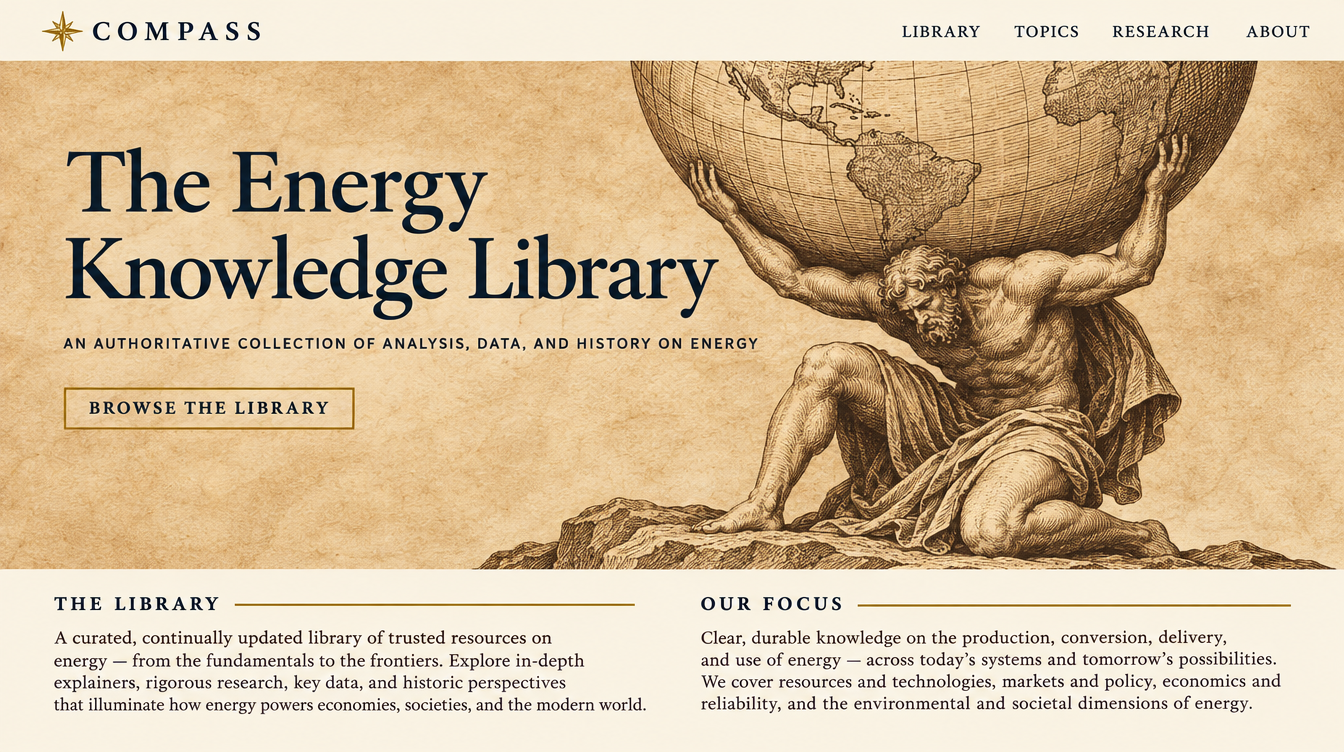 COMPASS
LIBRARY TOPICS RESEARCH ABOUT
The Energy
Knowledge Library
AN AUTHORITATIVE COLLECTION OF ANALYSIS, DATA, AND HISTORY ON ENERGY
BROWSE THE LIBRARY
THE LIBRARY
A curated, continually updated library of trusted resources on
energy — from the fundamentals to the frontiers. Explore in-depth
explainers, rigorous research, key data, and historic perspectives
that illuminate how energy powers economies, societies, and the modern world.
OUR FOCUS
Clear, durable knowledge on the production, conversion, delivery,
and use of energy — across today’s systems and tomorrow’s possibilities.
We cover resources and technologies, markets and policy, economics and
reliability, and the environmental and societal dimensions of energy.